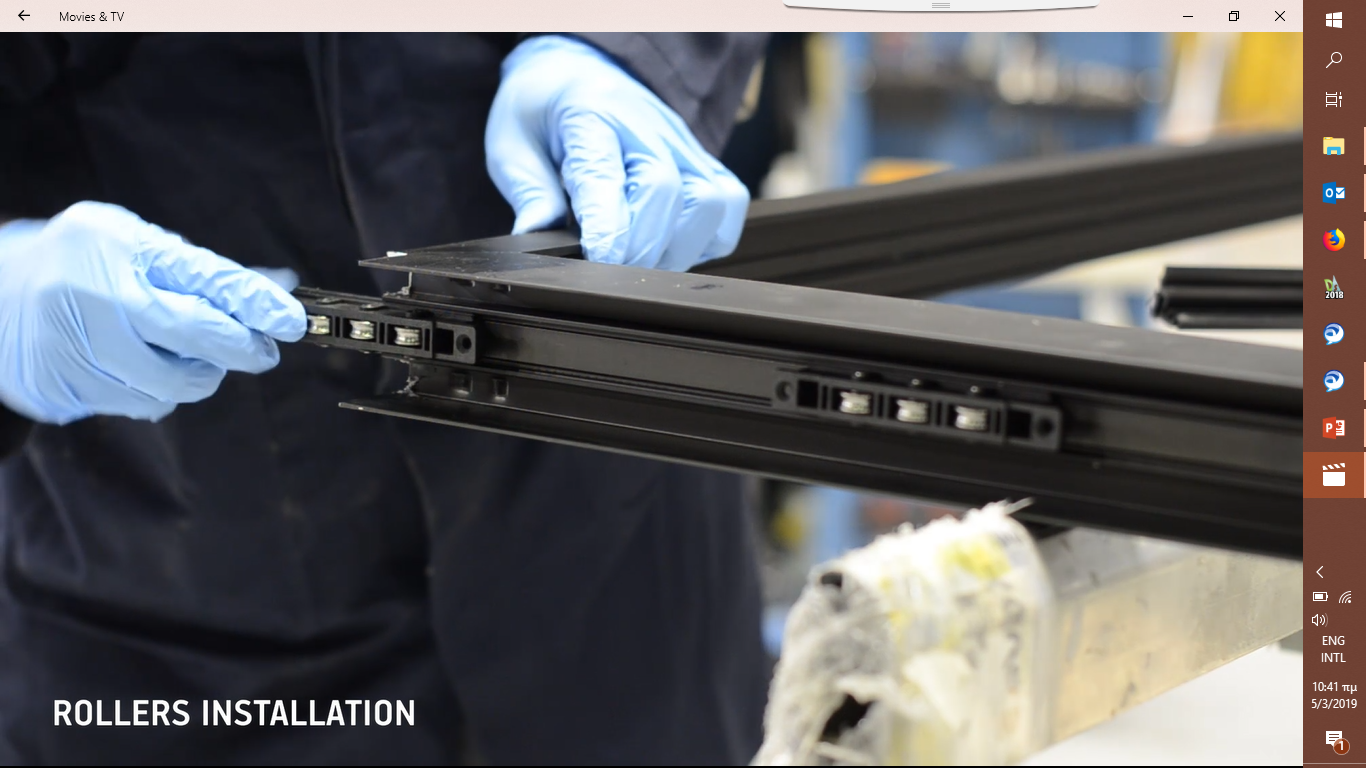 Movies & TV
2018
ROLLERS INSTALLATION
ENG
INTL
10:41 πμ
5/3/2019
1